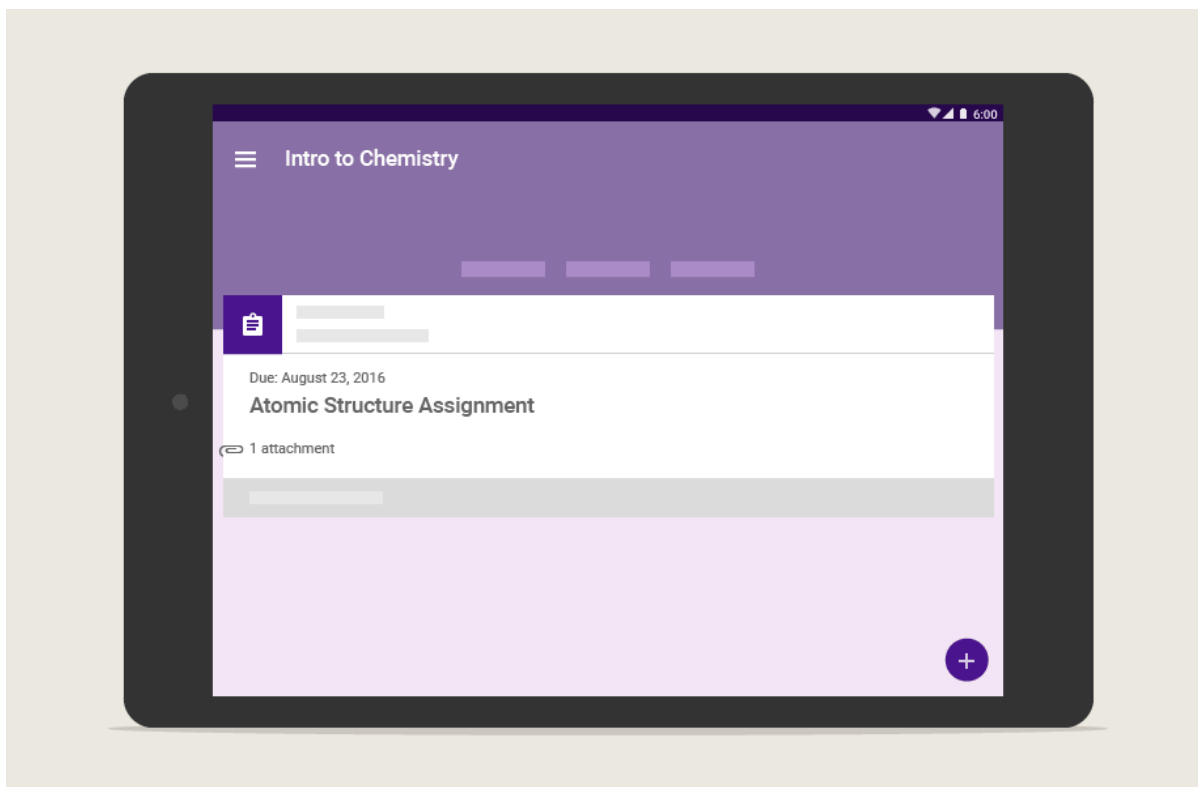 6:00
Intro to Chemistry
Due: August 23, 2016
Atomic Structure Assignment
1 attachment